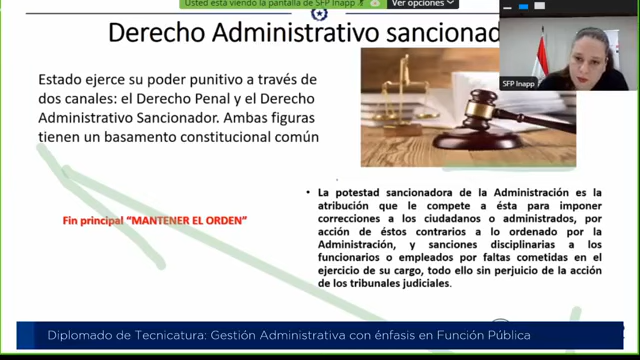 Usted está viendo la pantalla de SFP Inapp
Ver opciones
Derecho Administrativo sancionad
Estado ejerce su poder punitivo a través de
dos canales: el Derecho Penal y el Derecho
Administrativo Sancionador. Ambas figuras
tienen un basamento constitucional común
SFP Inapp
Fin principal "MANTENER EL ORDEN"
• La potestad sancionadora de la Administración es la
atribución que le compete a ésta para imponer
correcciones a los ciudadanos o administrados, por
acción de éstos contrarios a lo ordenado por la
Administración, y sanciones disciplinarias a los
funcionarios o empleados por faltas cometidas en el
ejercicio de su cargo, todo ello sin perjuicio de la acción
de los tribunales judiciales.
Diplomado de Tecnicatura: Gestión Administrativa con énfasis en Función Pública